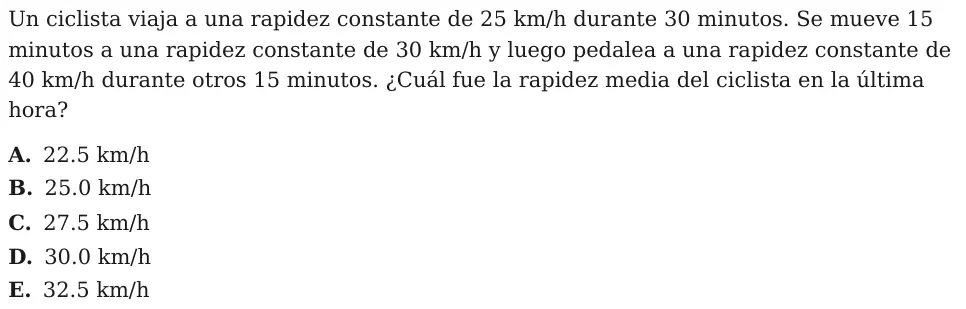 Un ciclista viaja a una rapidez constante de 25 km/h durante 30 minutos. Se mueve 15
minutos a una rapidez constante de 30 km/h y luego pedalea a una rapidez constante de
40 km/h durante otros 15 minutos. ¿Cuál fue la rapidez media del ciclista en la última
hora?
A. 22.5 km/h
B. 25.0 km/h
C. 27.5 km/h
D. 30.0 km/h
E. 32.5 km/h